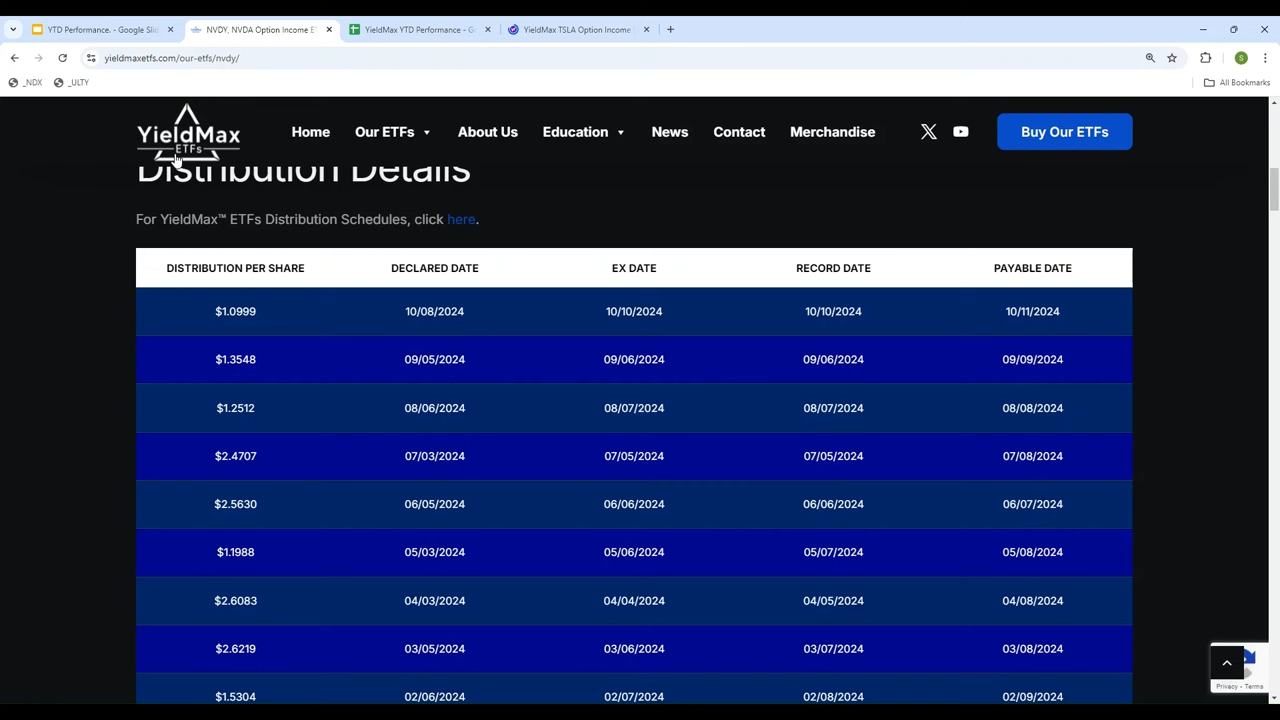 YTD Performance. - Google Slid
NVDY, NVDA Option Income E
YieldMax YTD Performance - G
YieldMax TSLA Option Income
yieldmaxetfs.com/our-etfs/nvdy/
S
_NDX
_ULTY
All Bookmarks
YieldMax
ETFs
Home
Our ETFs
About Us
Education
News
Contact
Merchandise
X
Buy Our ETFs
Distribution Details
For YieldMax™ ETFs Distribution Schedules, click here.
DISTRIBUTION PER SHARE DECLARED DATE EX DATE RECORD DATE PAYABLE DATE
$1.0999 10/08/2024 10/10/2024 10/10/2024 10/11/2024
$1.3548 09/05/2024 09/06/2024 09/06/2024 09/09/2024
$1.2512 08/06/2024 08/07/2024 08/07/2024 08/08/2024
$2.4707 07/03/2024 07/05/2024 07/05/2024 07/08/2024
$2.5630 06/05/2024 06/06/2024 06/06/2024 06/07/2024
$1.1988 05/03/2024 05/06/2024 05/07/2024 05/08/2024
$2.6083 04/03/2024 04/04/2024 04/05/2024 04/08/2024
$2.6219 03/05/2024 03/06/2024 03/07/2024 03/08/2024
$1.5304 02/06/2024 02/07/2024 02/08/2024 02/09/2024
Privacy - Terms